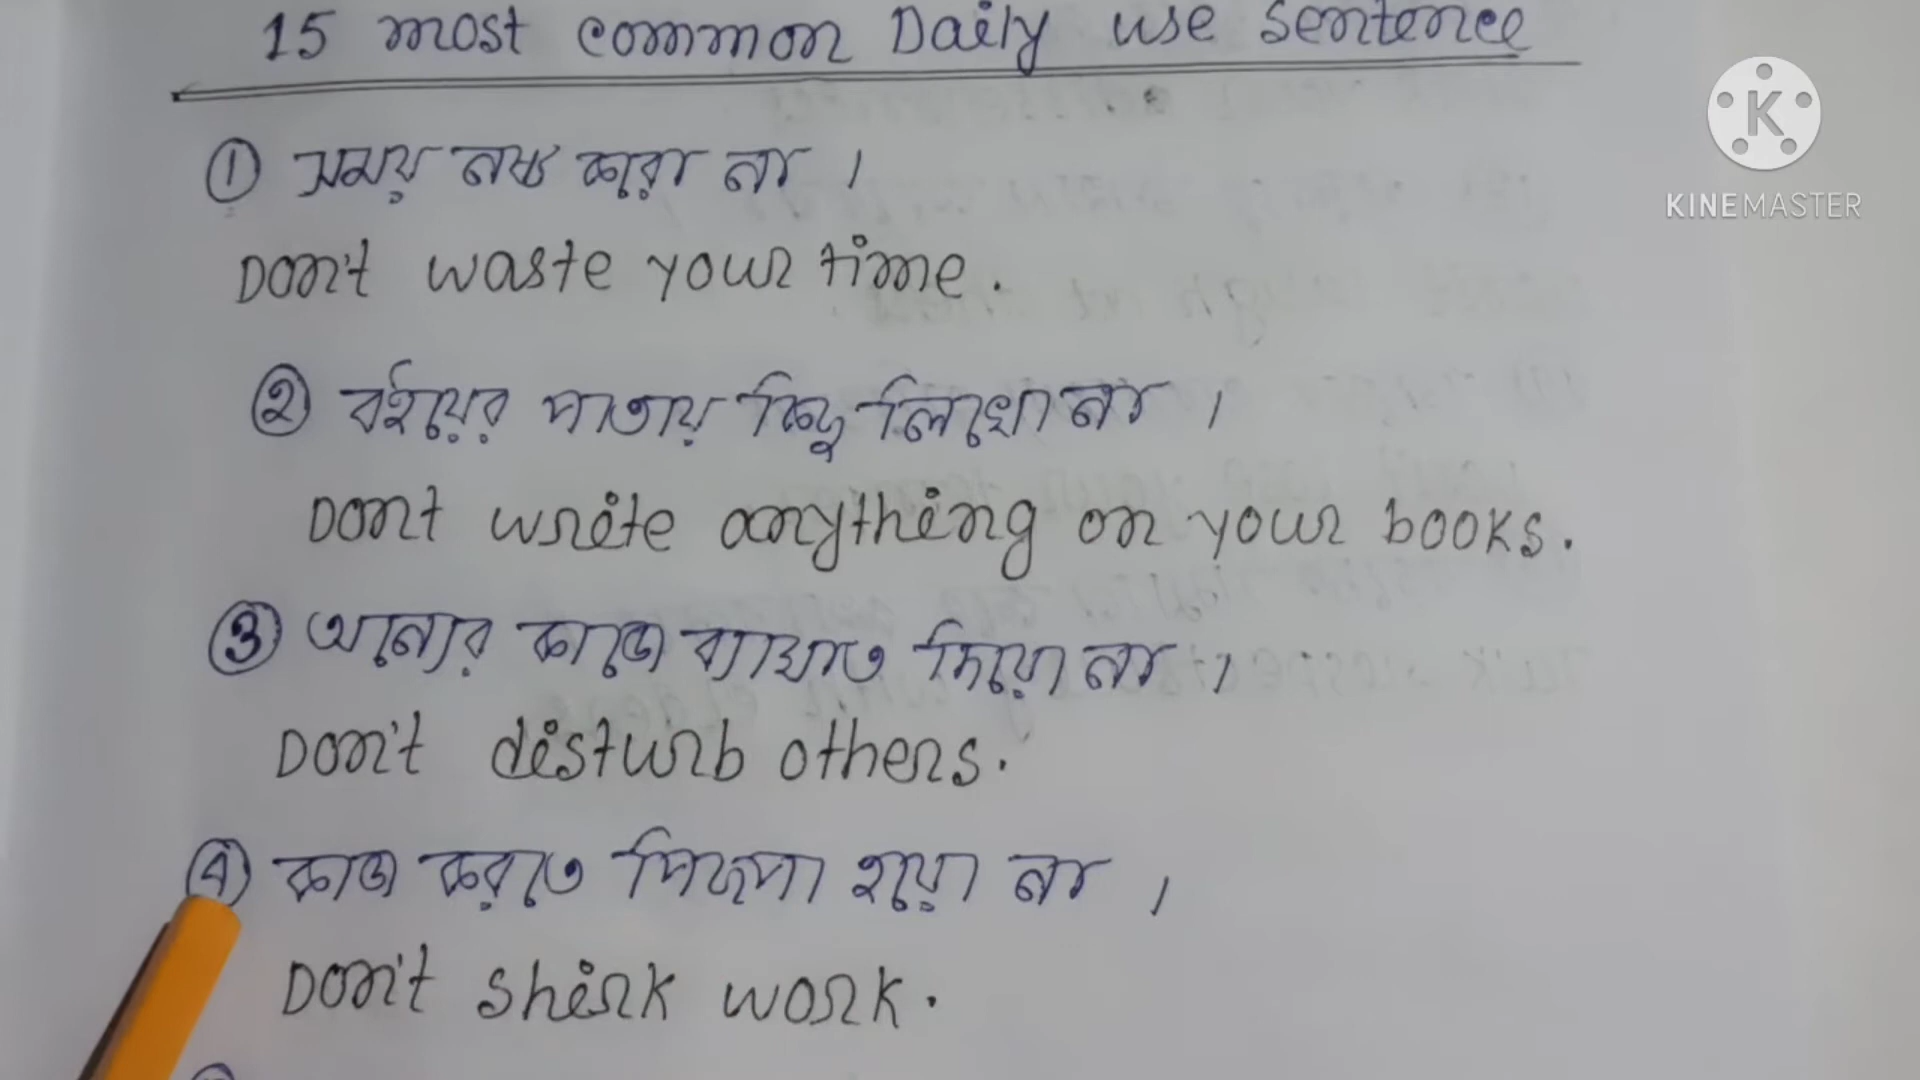 15 most common Daily use sentence
K
KINEMASTER
① সময় নষ্ট করো না ।
Don't waste your time.
② বইয়ের পাতায় কিছু লিখো না ।
Dont write anything on your books.
③ অন্যের কাজে ব্যাঘাত দিয়ো না ।
Don't disturb others.
④ কাজ করতে পিছপা হয়ো না ।
Don't shirk work.